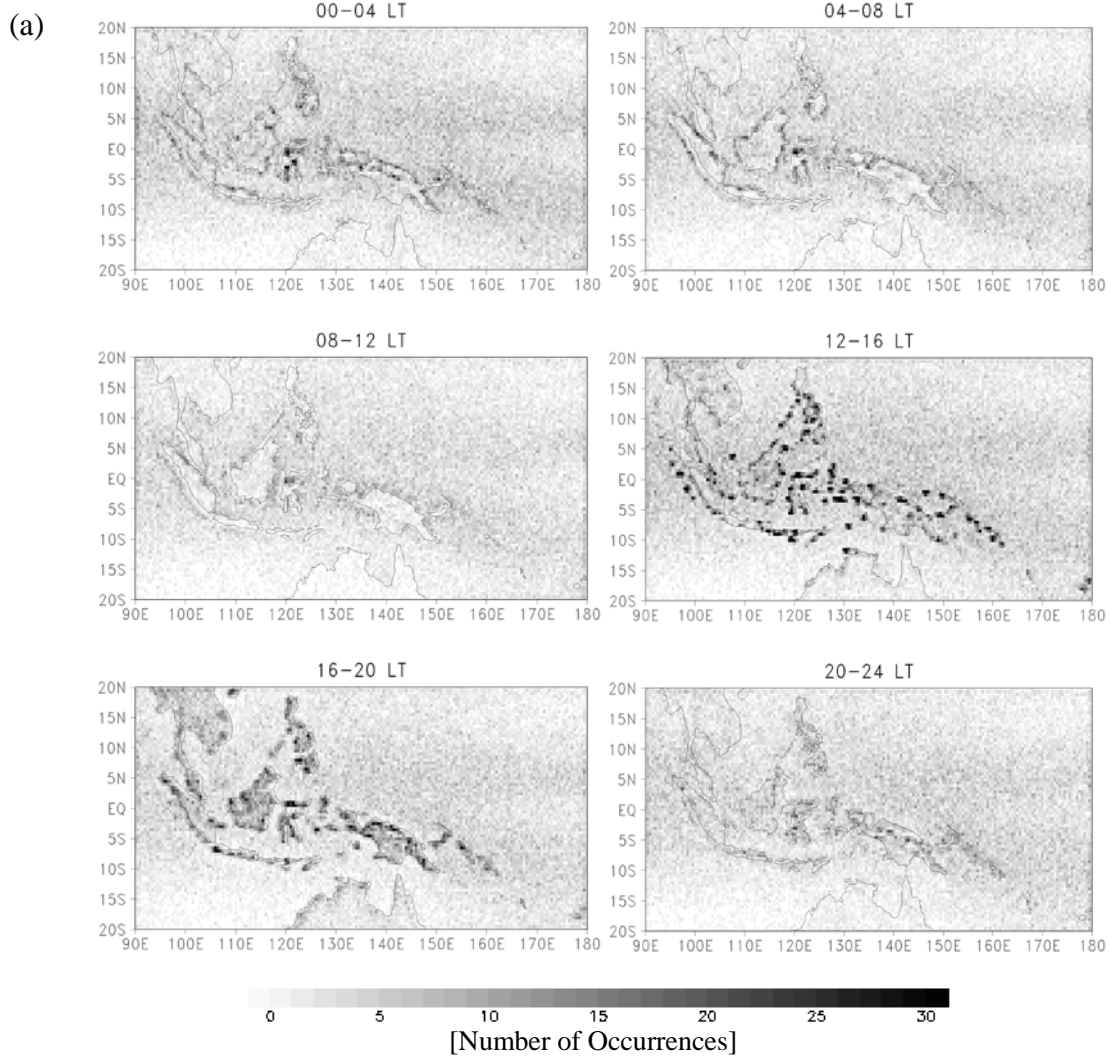 (a)
00-04 LT
04-08 LT
20N
15N
10N
5N
EQ
5S
10S
15S
20S
90E 100E 110E 120E 130E 140E 150E 160E 170E 180
20N
15N
10N
5N
EQ
5S
10S
15S
20S
90E 100E 110E 120E 130E 140E 150E 160E 170E 180
08-12 LT
12-16 LT
20N
15N
10N
5N
EQ
5S
10S
15S
20S
90E 100E 110E 120E 130E 140E 150E 160E 170E 180
20N
15N
10N
5N
EQ
5S
10S
15S
20S
90E 100E 110E 120E 130E 140E 150E 160E 170E 180
16-20 LT
20-24 LT
20N
15N
10N
5N
EQ
5S
10S
15S
20S
90E 100E 110E 120E 130E 140E 150E 160E 170E 180
20N
15N
10N
5N
EQ
5S
10S
15S
20S
90E 100E 110E 120E 130E 140E 150E 160E 170E 180
0 5 10 15 20 25 30
[Number of Occurrences]